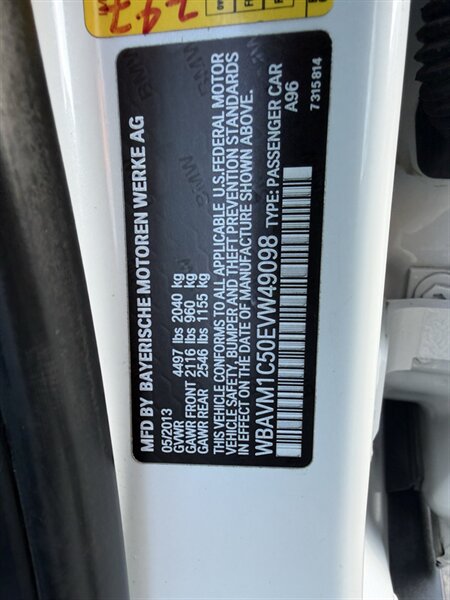 MFD BY BAYERISCHE MOTOREN WERKE AG
05/2013
GVWR 4497 lbs 2040 kg
GAWR FRONT 2116 lbs 960 kg
GAWR REAR 2546 lbs 1155 kg
THIS VEHICLE CONFORMS TO ALL APPLICABLE U.S. FEDERAL MOTOR
VEHICLE SAFETY, BUMPER AND THEFT PREVENTION STANDARDS
IN EFFECT ON THE DATE OF MANUFACTURE SHOWN ABOVE.
WBAVM1C50EVW49098 TYPE: PASSENGER CAR
A96
7315814